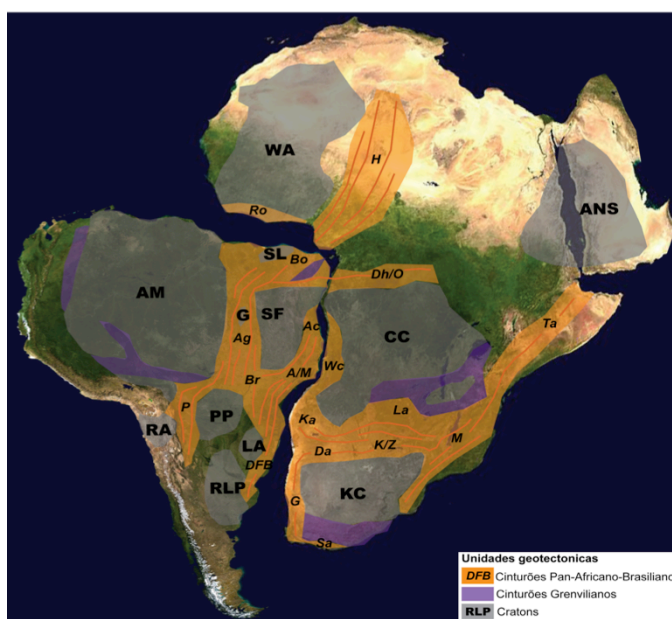 WA
H
Ro
ANS
SL
Bo
Dh/O
AM
G
SF
Ac
Ag
CC
Ta
Wc
Br
A/M
P
PP
Ka
La
RA
LA
K/Z
M
Da
DFB
RLP
G
KC
Sa
Unidades geotectonicas
DFB Cinturões Pan-Africano-Brasiliano
Cinturões Grenvilianos
RLP Cratons